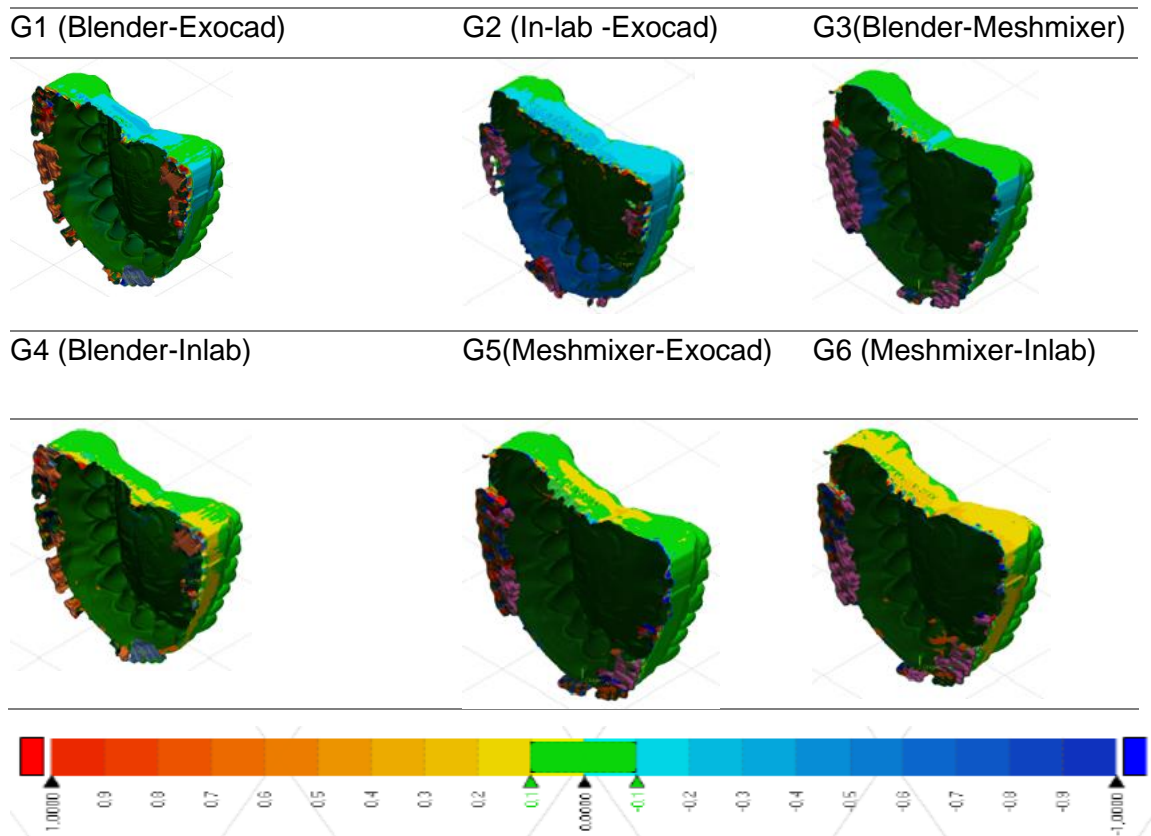 G1 (Blender-Exocad) G2 (In-lab -Exocad) G3(Blender-Meshmixer)
G4 (Blender-Inlab) G5(Meshmixer-Exocad) G6 (Meshmixer-Inlab)
1.0000 0.9 0.8 0.7 0.6 0.5 0.4 0.3 0.2 0.1 0.0000 -0.1 -0.2 -0.3 -0.4 -0.5 -0.6 -0.7 -0.8 -0.9 -1,0000